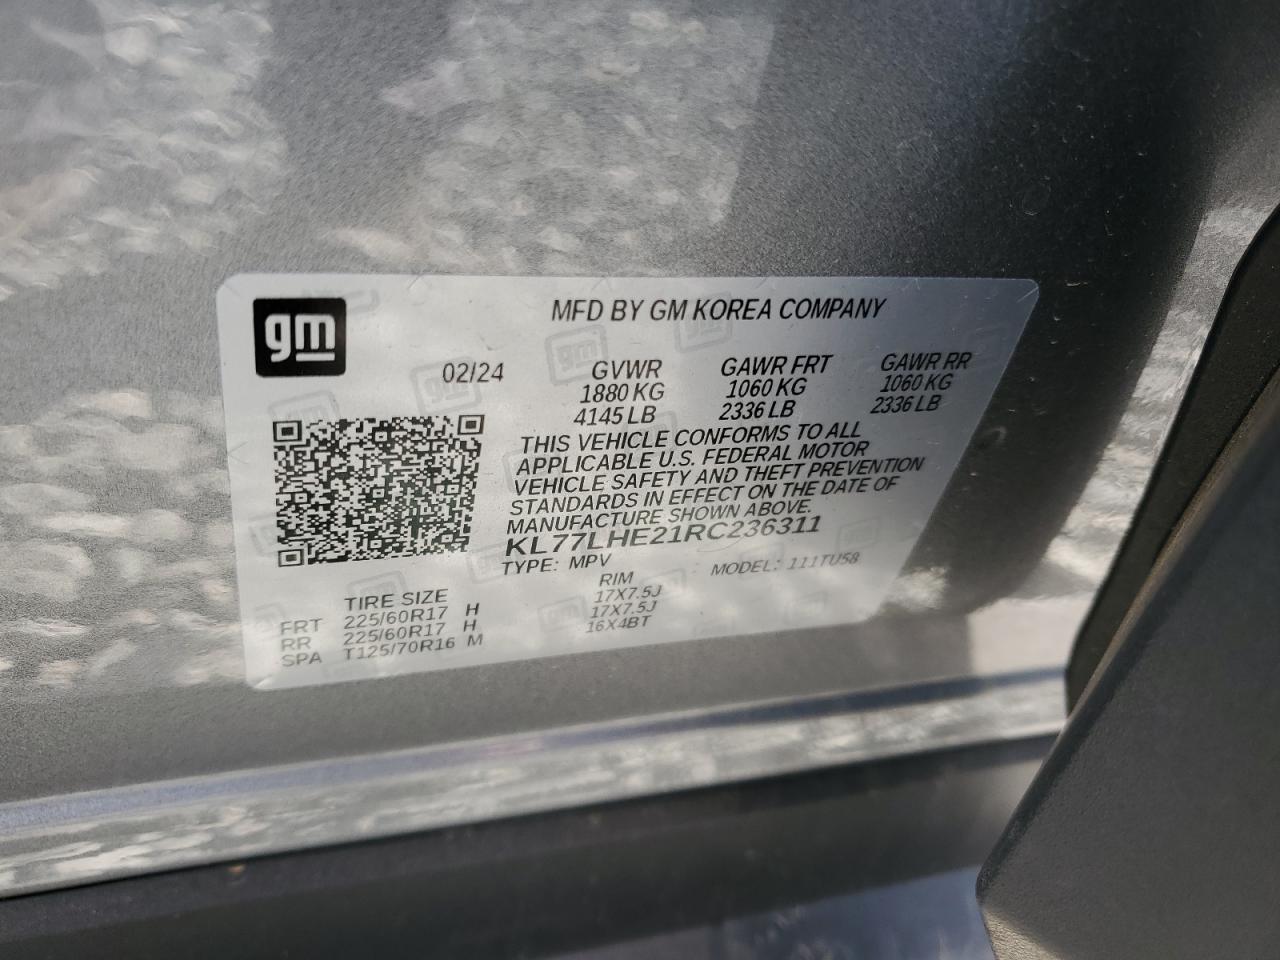 gm
MFD BY GM KOREA COMPANY
02/24
GVWR GAWR FRT GAWR RR
1880 KG 1060 KG 1060 KG
4145 LB 2336 LB 2336 LB
THIS VEHICLE CONFORMS TO ALL
APPLICABLE U.S. FEDERAL MOTOR
VEHICLE SAFETY AND THEFT PREVENTION
STANDARDS IN EFFECT ON THE DATE OF
MANUFACTURE SHOWN ABOVE.
KL77LHE21RC236311
TYPE: MPV MODEL: 111TU58
TIRE SIZE RIM
FRT 225/60R17 H 17X7.5J
RR 225/60R17 H 17X7.5J
SPA T125/70R16 M 16X4BT